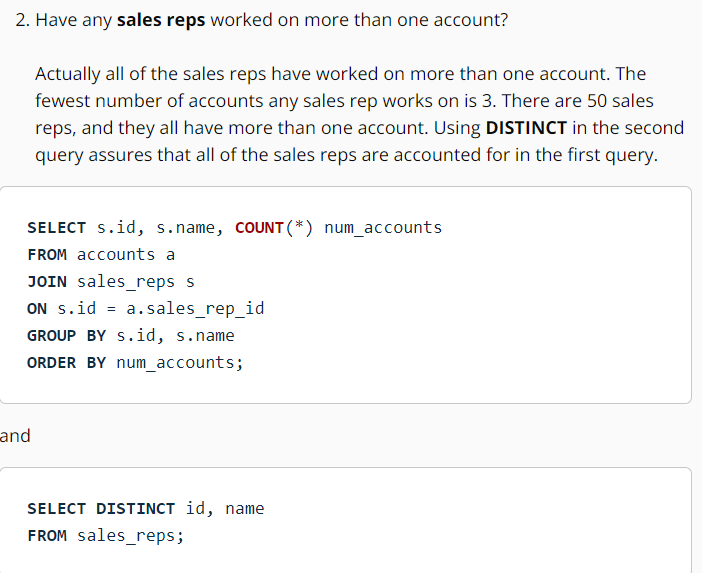 2. Have any sales reps worked on more than one account?
Actually all of the sales reps have worked on more than one account. The
fewest number of accounts any sales rep works on is 3. There are 50 sales
reps, and they all have more than one account. Using DISTINCT in the second
query assures that all of the sales reps are accounted for in the first query.
SELECT s.id, s.name, COUNT(*) num_accounts
FROM accounts a
JOIN sales_reps s
ON s.id = a.sales_rep_id
GROUP BY s.id, s.name
ORDER BY num_accounts;
and
SELECT DISTINCT id, name
FROM sales_reps;